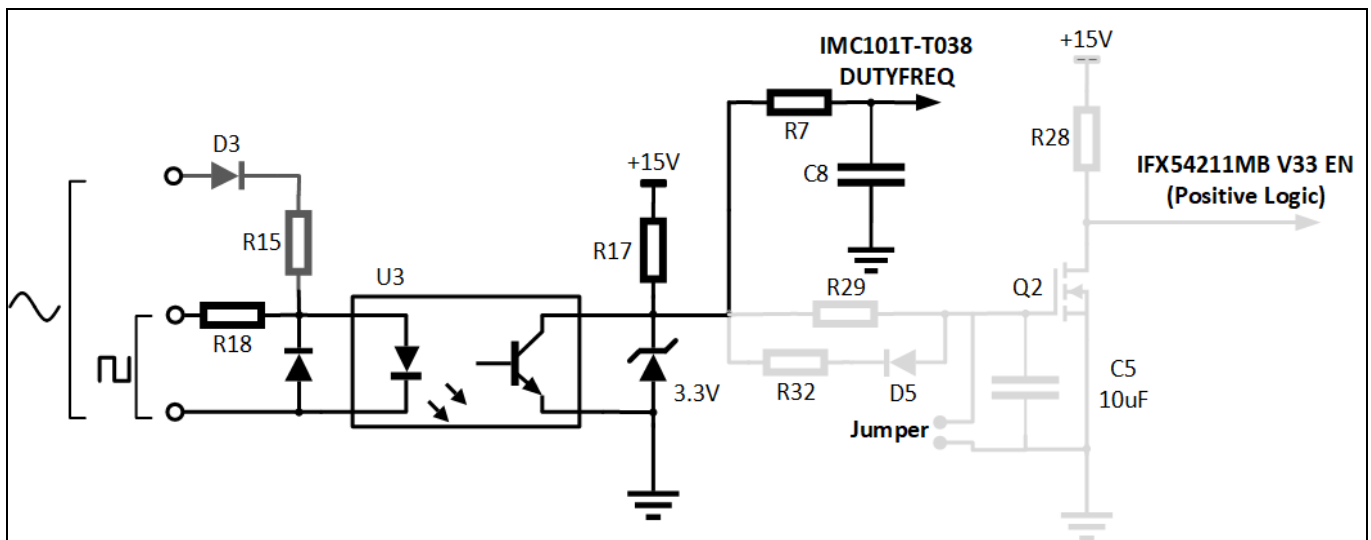 IMC101T-T038
DUTYFREQ
+15V
R7
R28
D3
+15V
C8
IFX54211MB V33 EN
(Positive Logic)
R15
R17
U3
R29
Q2
R18
3.3V
R32
D5
C5
10uF
Jumper